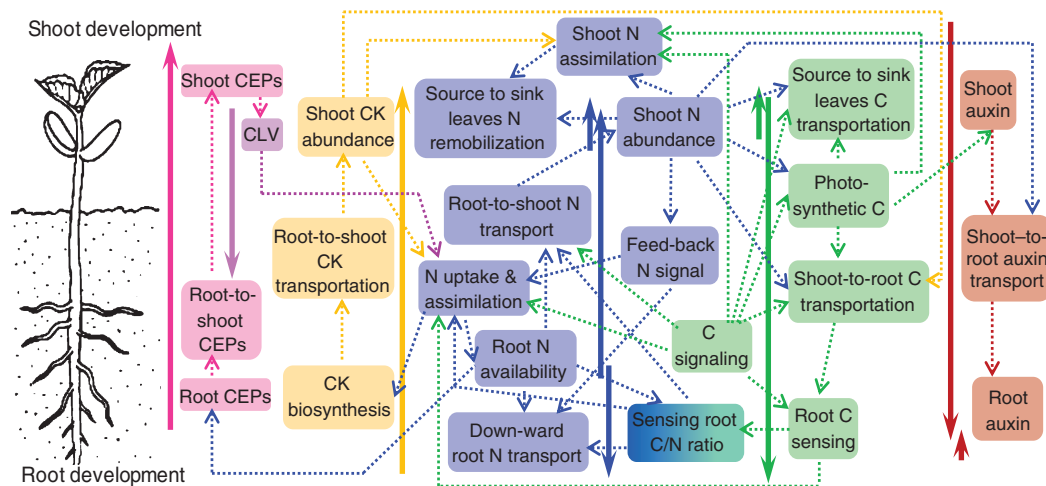 Shoot development
Shoot CEPs
CLV
Root-to-
shoot
CEPs
Root CEPs
Root development
Shoot CK
abundance
Root-to-shoot
CK
transportation
CK
biosynthesis
Shoot N
assimilation
Source to sink
leaves N
remobilization
Shoot N
abundance
Root-to-shoot N
transport
Feed-back
N signal
N uptake &
assimilation
Root N
availability
Down-ward
root N transport
Sensing root
C/N ratio
C
signaling
Source to sink
leaves C
transportation
Photo-
synthetic C
Shoot-to-root C
transportation
Root C
sensing
Shoot
auxin
Shoot–to-
root auxin
transport
Root
auxin